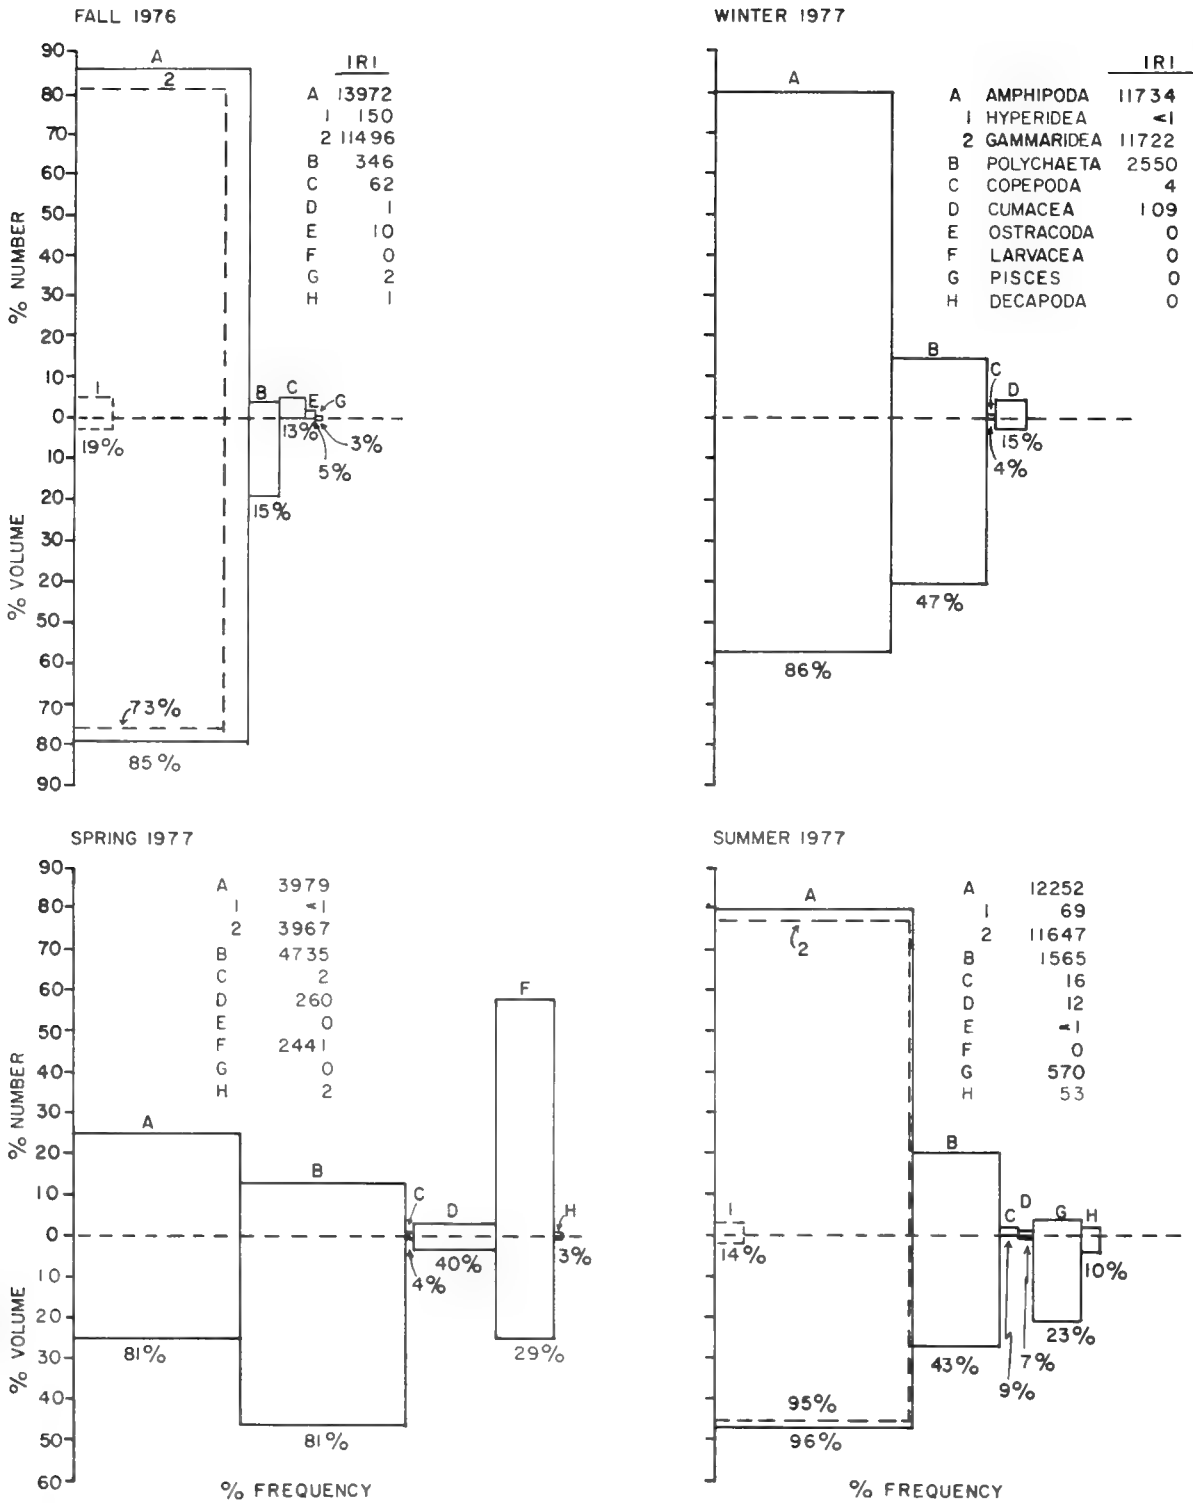 FALL 1976
% NUMBER
% VOLUME
90
80
70
60
50
40
30
20
10
0
10
20
30
40
50
60
70
80
90
A
2
1
19%
73%
85%
B
15%
C
13%
E
5%
G
3%
IRI
A 13972
1 150
2 11496
B 346
C 62
D 1
E 10
F 0
G 2
H 1
WINTER 1977
A
86%
B
47%
C
4%
D
15%
IRI
A AMPHIPODA 11734
1 HYPERIDEA <1
2 GAMMARIDEA 11722
B POLYCHAETA 2550
C COPEPODA 4
D CUMACEA 109
E OSTRACODA 0
F LARVACEA 0
G PISCES 0
H DECAPODA 0
SPRING 1977
% NUMBER
% VOLUME
90
80
70
60
50
40
30
20
10
0
10
20
30
40
50
60
A 3979
1 <1
2 3967
B 4735
C 2
D 260
E 0
F 2441
G 0
H 2
A
81%
B
81%
C
4%
D
40%
F
29%
H
3%
% FREQUENCY
SUMMER 1977
A 12252
1 69
2 11647
B 1565
C 16
D 12
E <1
F 0
G 570
H 53
A
2
1
14%
95%
96%
B
43%
C
9%
D
7%
G
23%
H
10%
% FREQUENCY